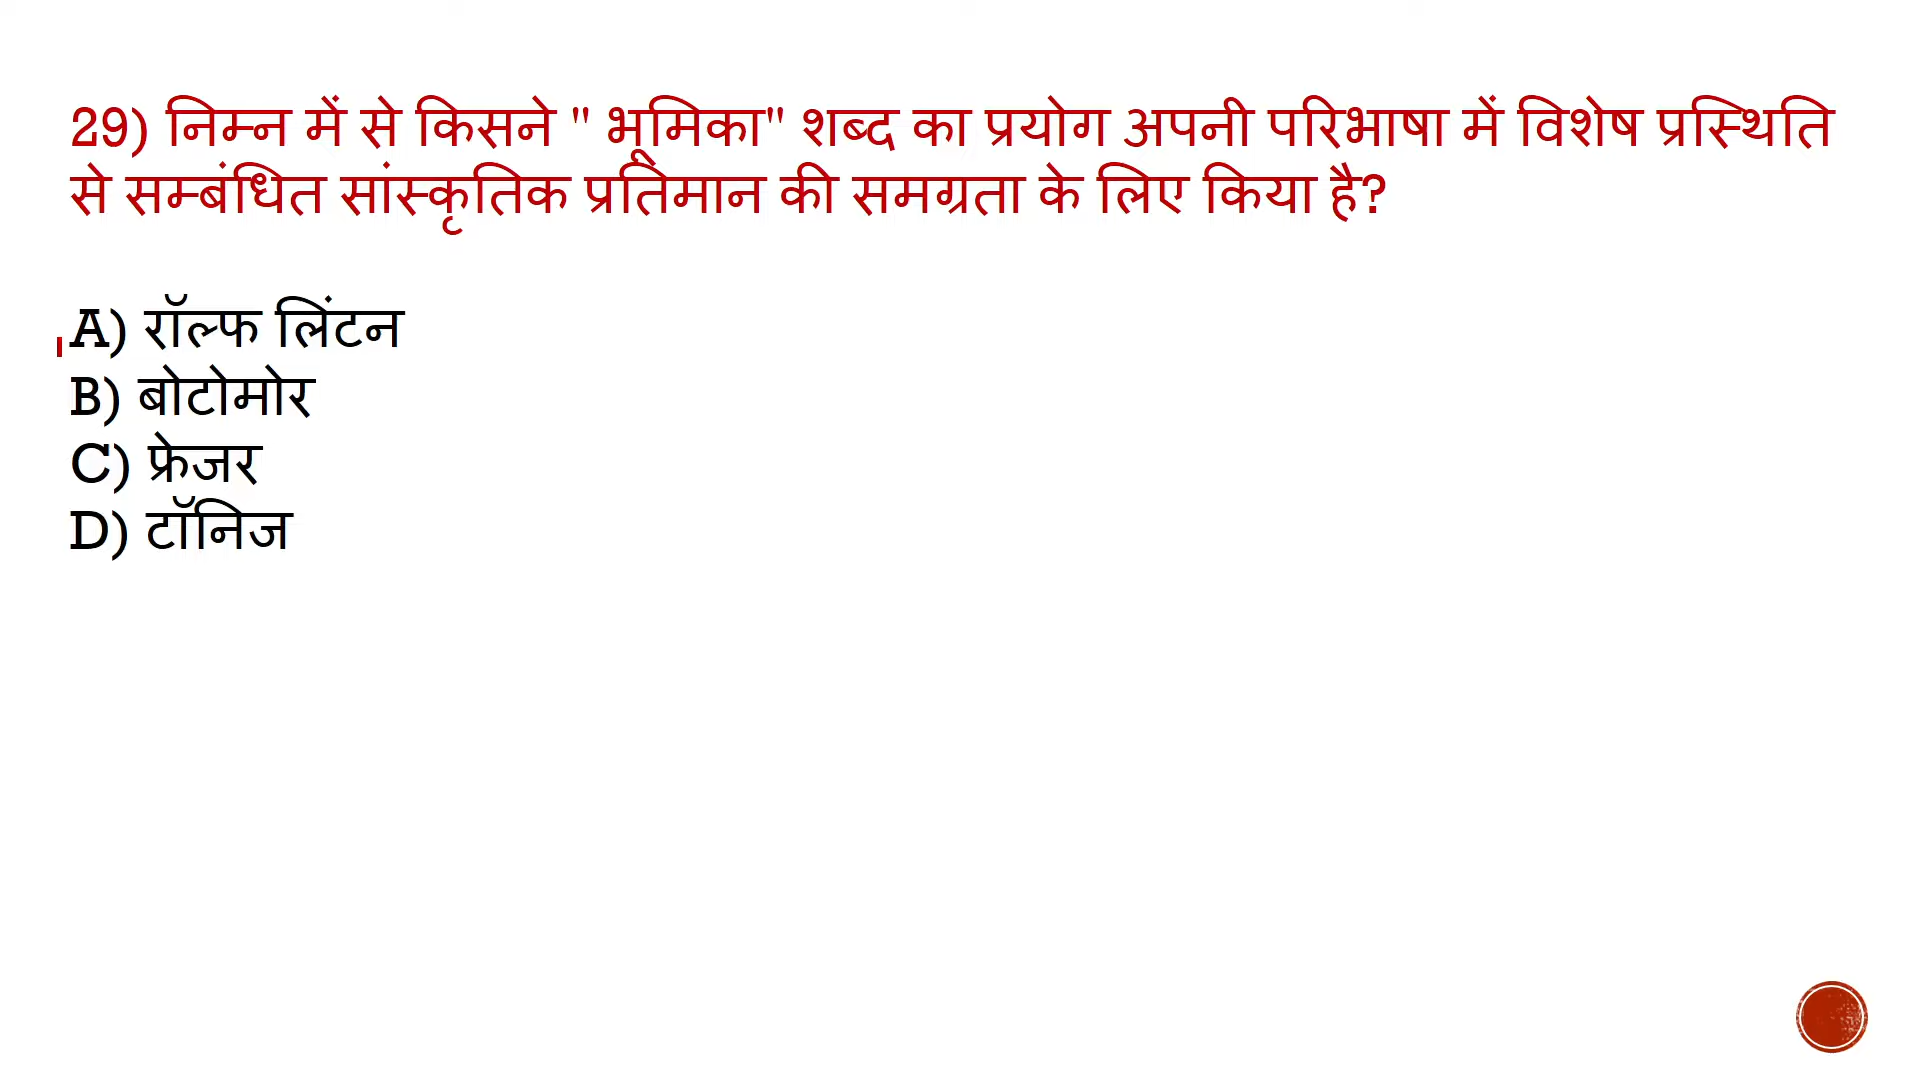 29) निम्न में से किसने " भूमिका" शब्द का प्रयोग अपनी परिभाषा में विशेष प्रस्थिति
से सम्बंधित सांस्कृतिक प्रतिमान की समग्रता के लिए किया है?
A) रॉल्फ लिंटन
B) बोटोमोर
C) फ्रेजर
D) टॉनिज